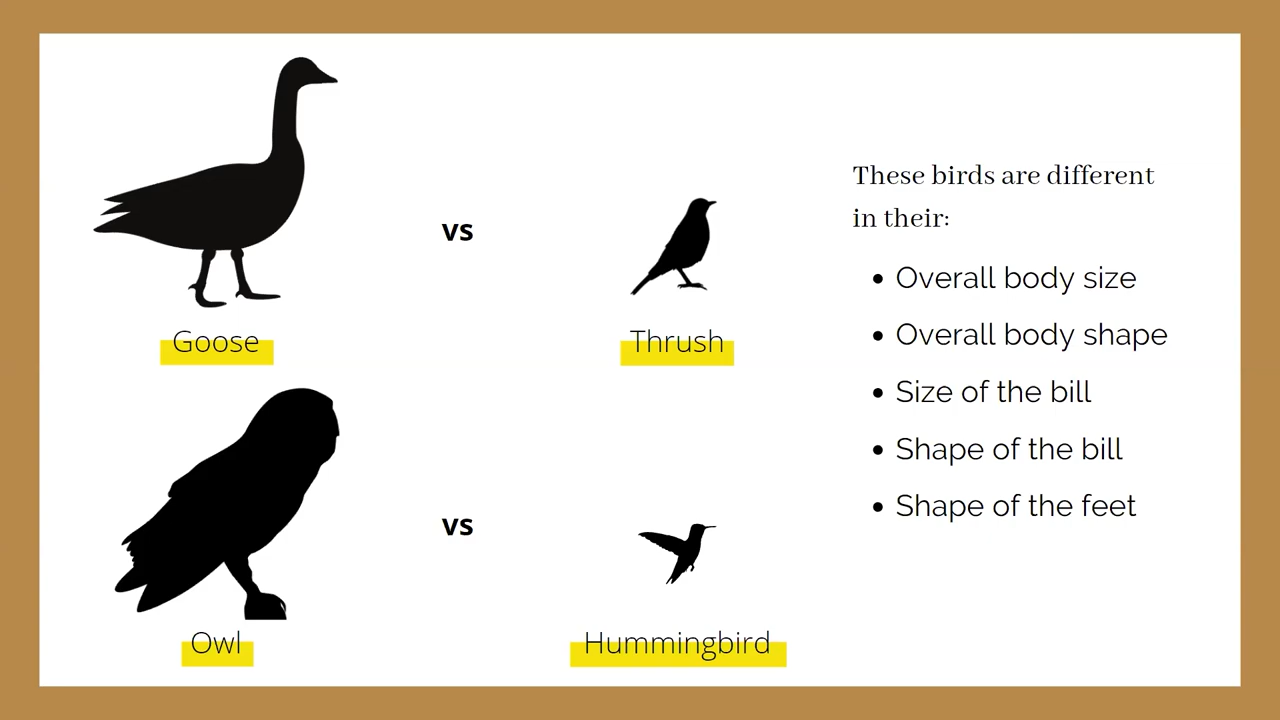 vs
Goose
Thrush
vs
Owl
Hummingbird
These birds are different
in their:
• Overall body size
• Overall body shape
• Size of the bill
• Shape of the bill
• Shape of the feet